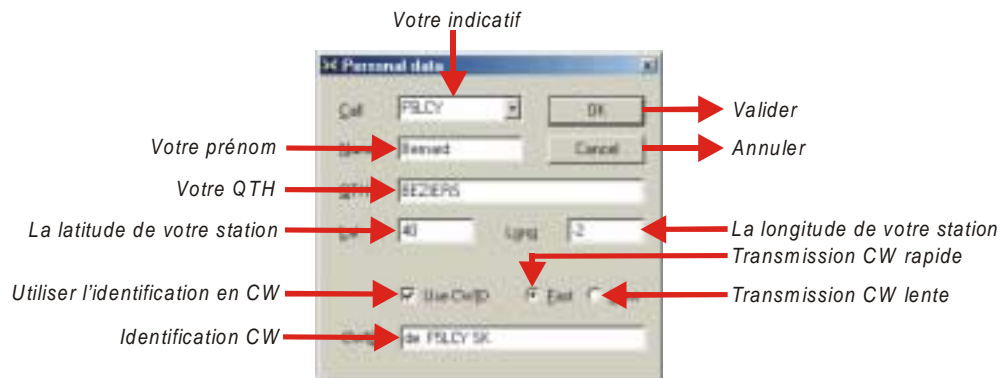 Votre indicatif
Personal data
Call F5LCY OK Valider
Votre prénom Bernard Cancel Annuler
Votre QTH BEZIERS
La latitude de votre station 40 Long -2 La longitude de votre station
Transmission CW rapide
Utiliser l'identification en CW Use CWID Fast Transmission CW lente
Identification CW de F5LCY SK